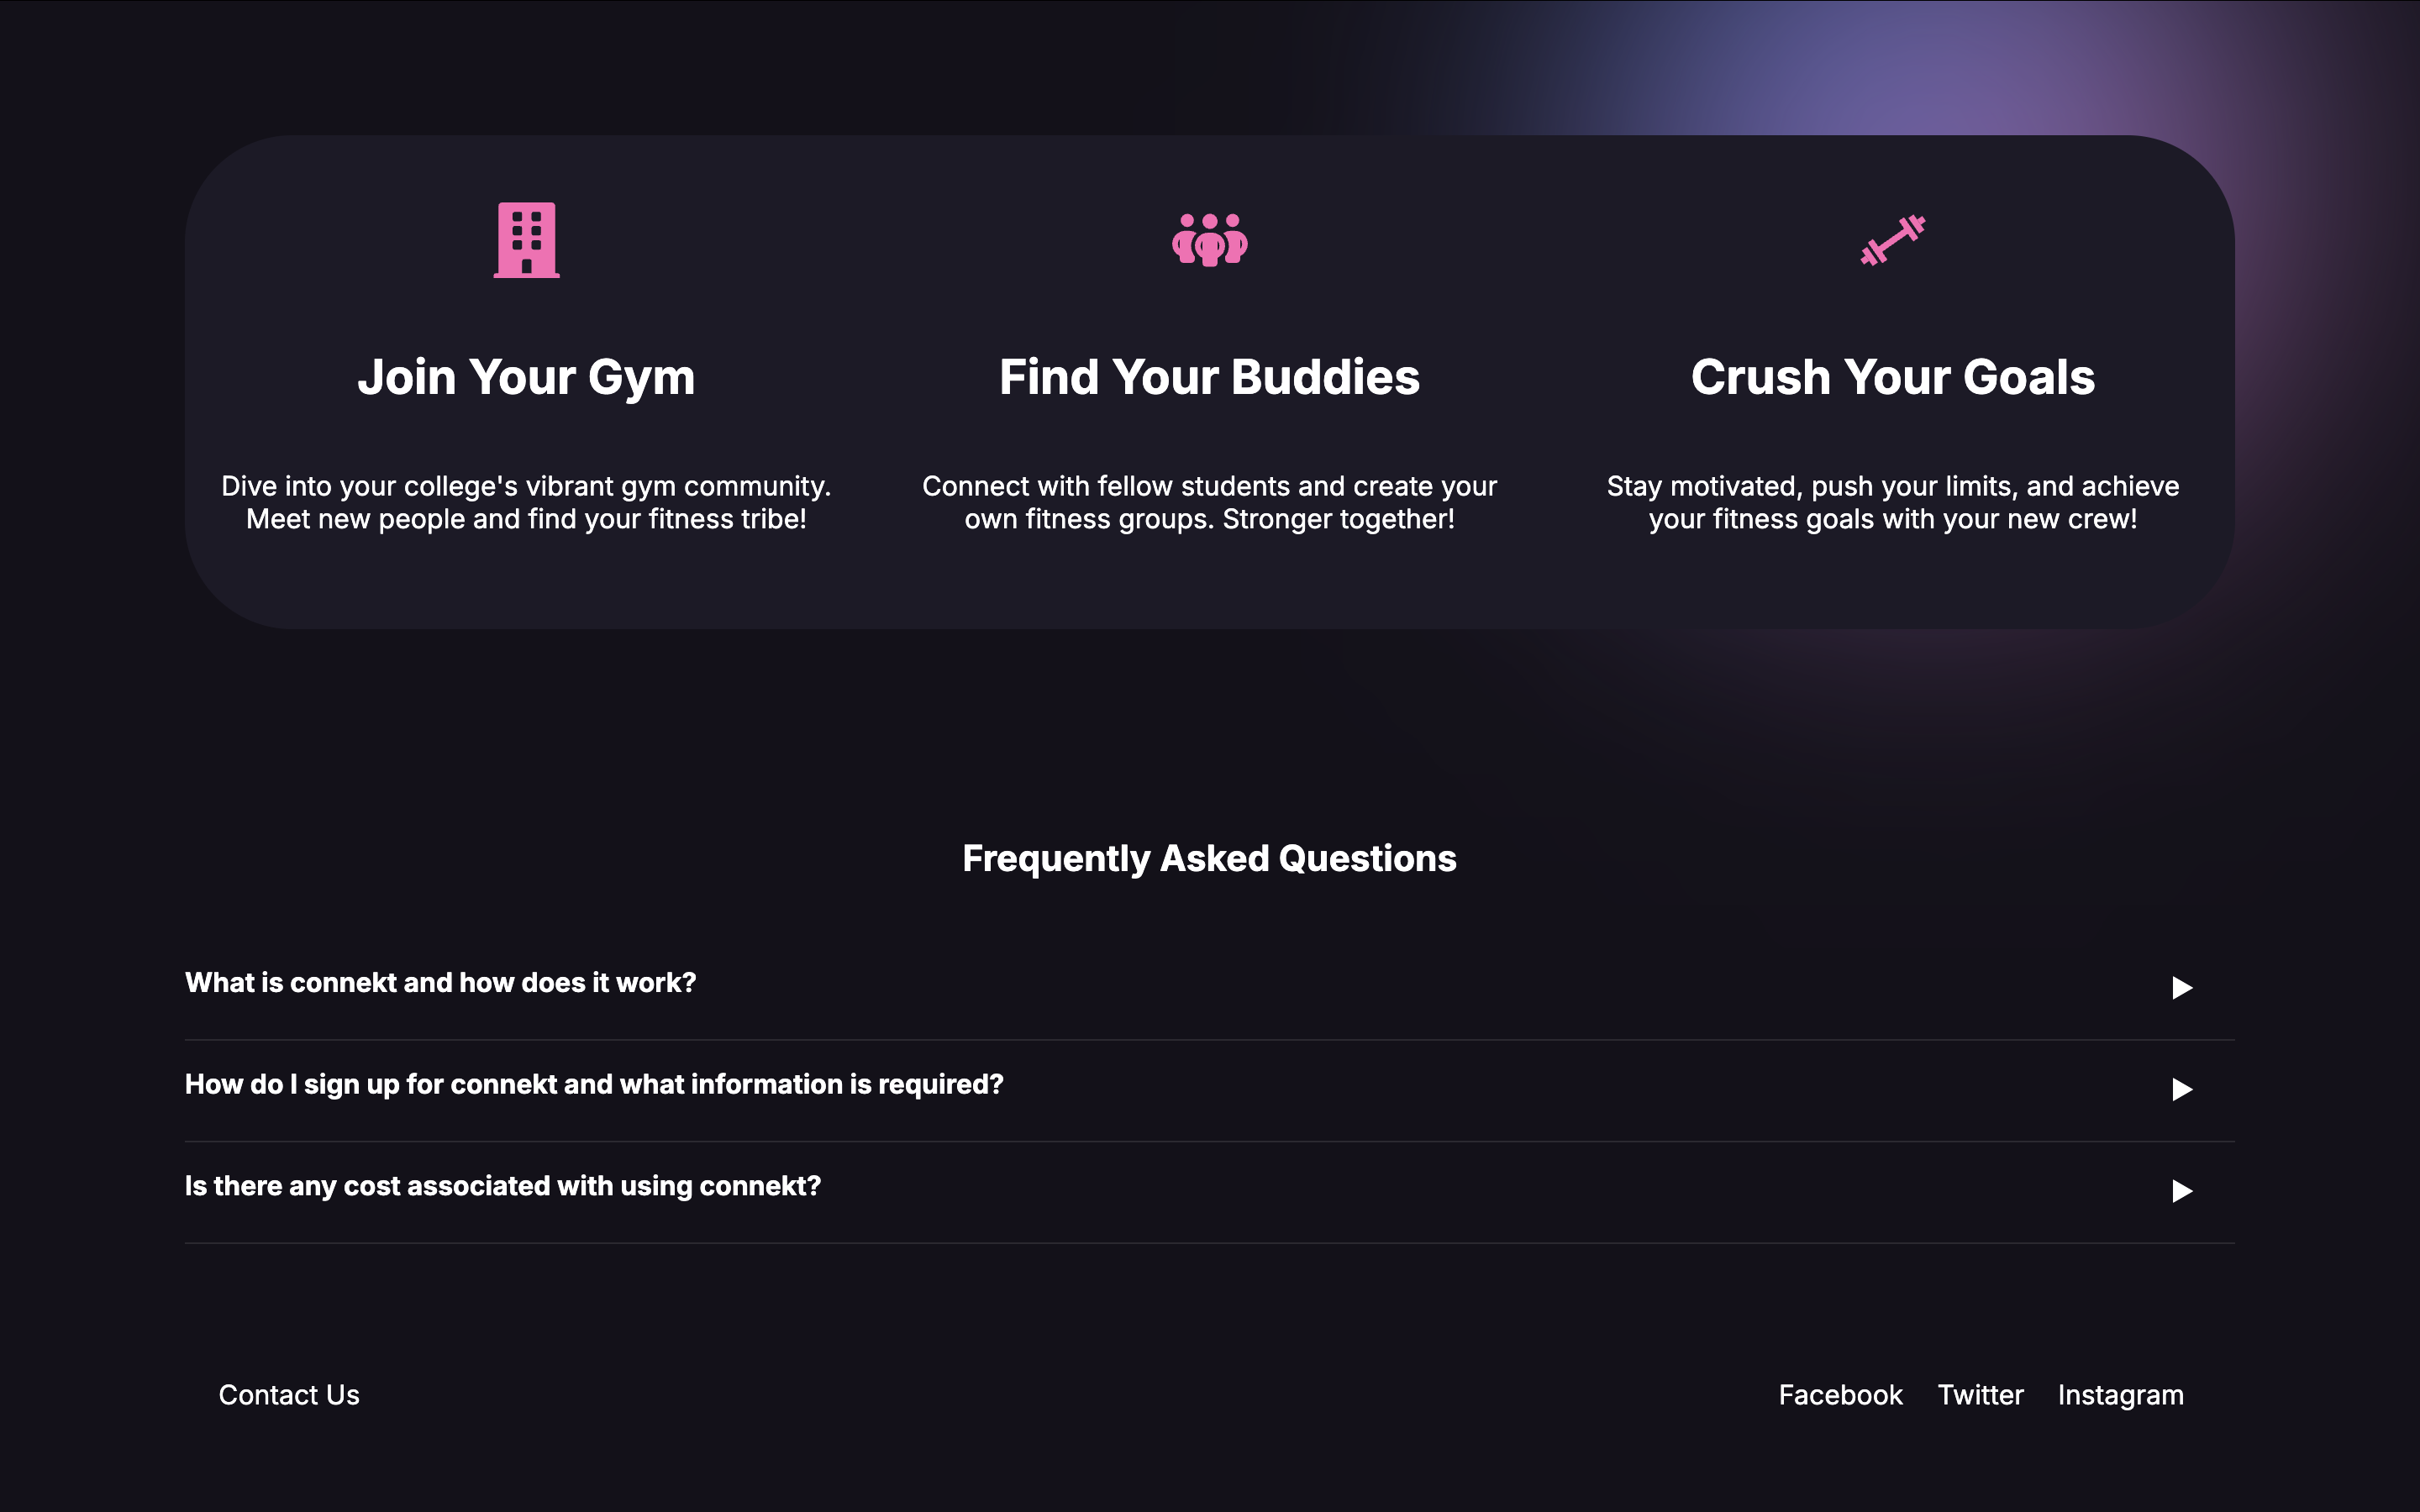 Join Your Gym
Dive into your college's vibrant gym community.
Meet new people and find your fitness tribe!
Find Your Buddies
Connect with fellow students and create your
own fitness groups. Stronger together!
Crush Your Goals
Stay motivated, push your limits, and achieve
your fitness goals with your new crew!
Frequently Asked Questions
What is connekt and how does it work?
How do I sign up for connekt and what information is required?
Is there any cost associated with using connekt?
Contact Us
Facebook Twitter Instagram